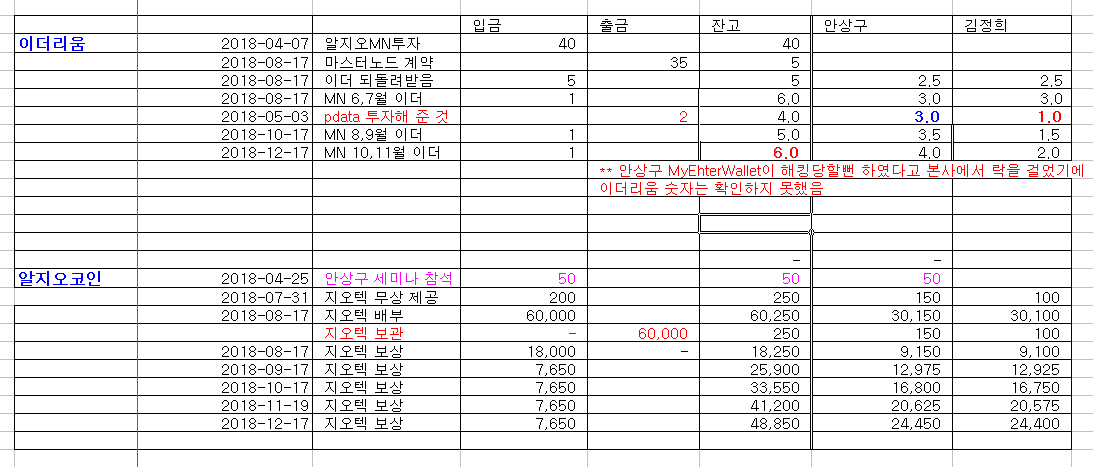 입금 출금 잔고 안상구 김정희
이더리움 2018-04-07 알지오MN투자 40 40
2018-08-17 마스터노드 계약 35 5
2018-08-17 이더 되돌려받음 5 5 2.5 2.5
2018-08-17 MN 6,7월 이더 1 6.0 3.0 3.0
2018-05-03 pdata 투자해 준 것 2 4.0 3.0 1.0
2018-10-17 MN 8,9월 이더 1 5.0 3.5 1.5
2018-12-17 MN 10,11월 이더 1 6.0 4.0 2.0
** 안상구 MyEhterWallet이 해킹당할뻔 하였다고 본사에서 락을 걸었기에
이더리움 숫자는 확인하지 못했음
- -
알지오코인 2018-04-25 안상구 세미나 참석 50 50 50
2018-07-31 지오텍 무상 제공 200 250 150 100
2018-08-17 지오텍 배부 60,000 60,250 30,150 30,100
지오텍 보관 - 60,000 250 150 100
2018-08-17 지오텍 보상 18,000 - 18,250 9,150 9,100
2018-09-17 지오텍 보상 7,650 25,900 12,975 12,925
2018-10-17 지오텍 보상 7,650 33,550 16,800 16,750
2018-11-19 지오텍 보상 7,650 41,200 20,625 20,575
2018-12-17 지오텍 보상 7,650 48,850 24,450 24,400